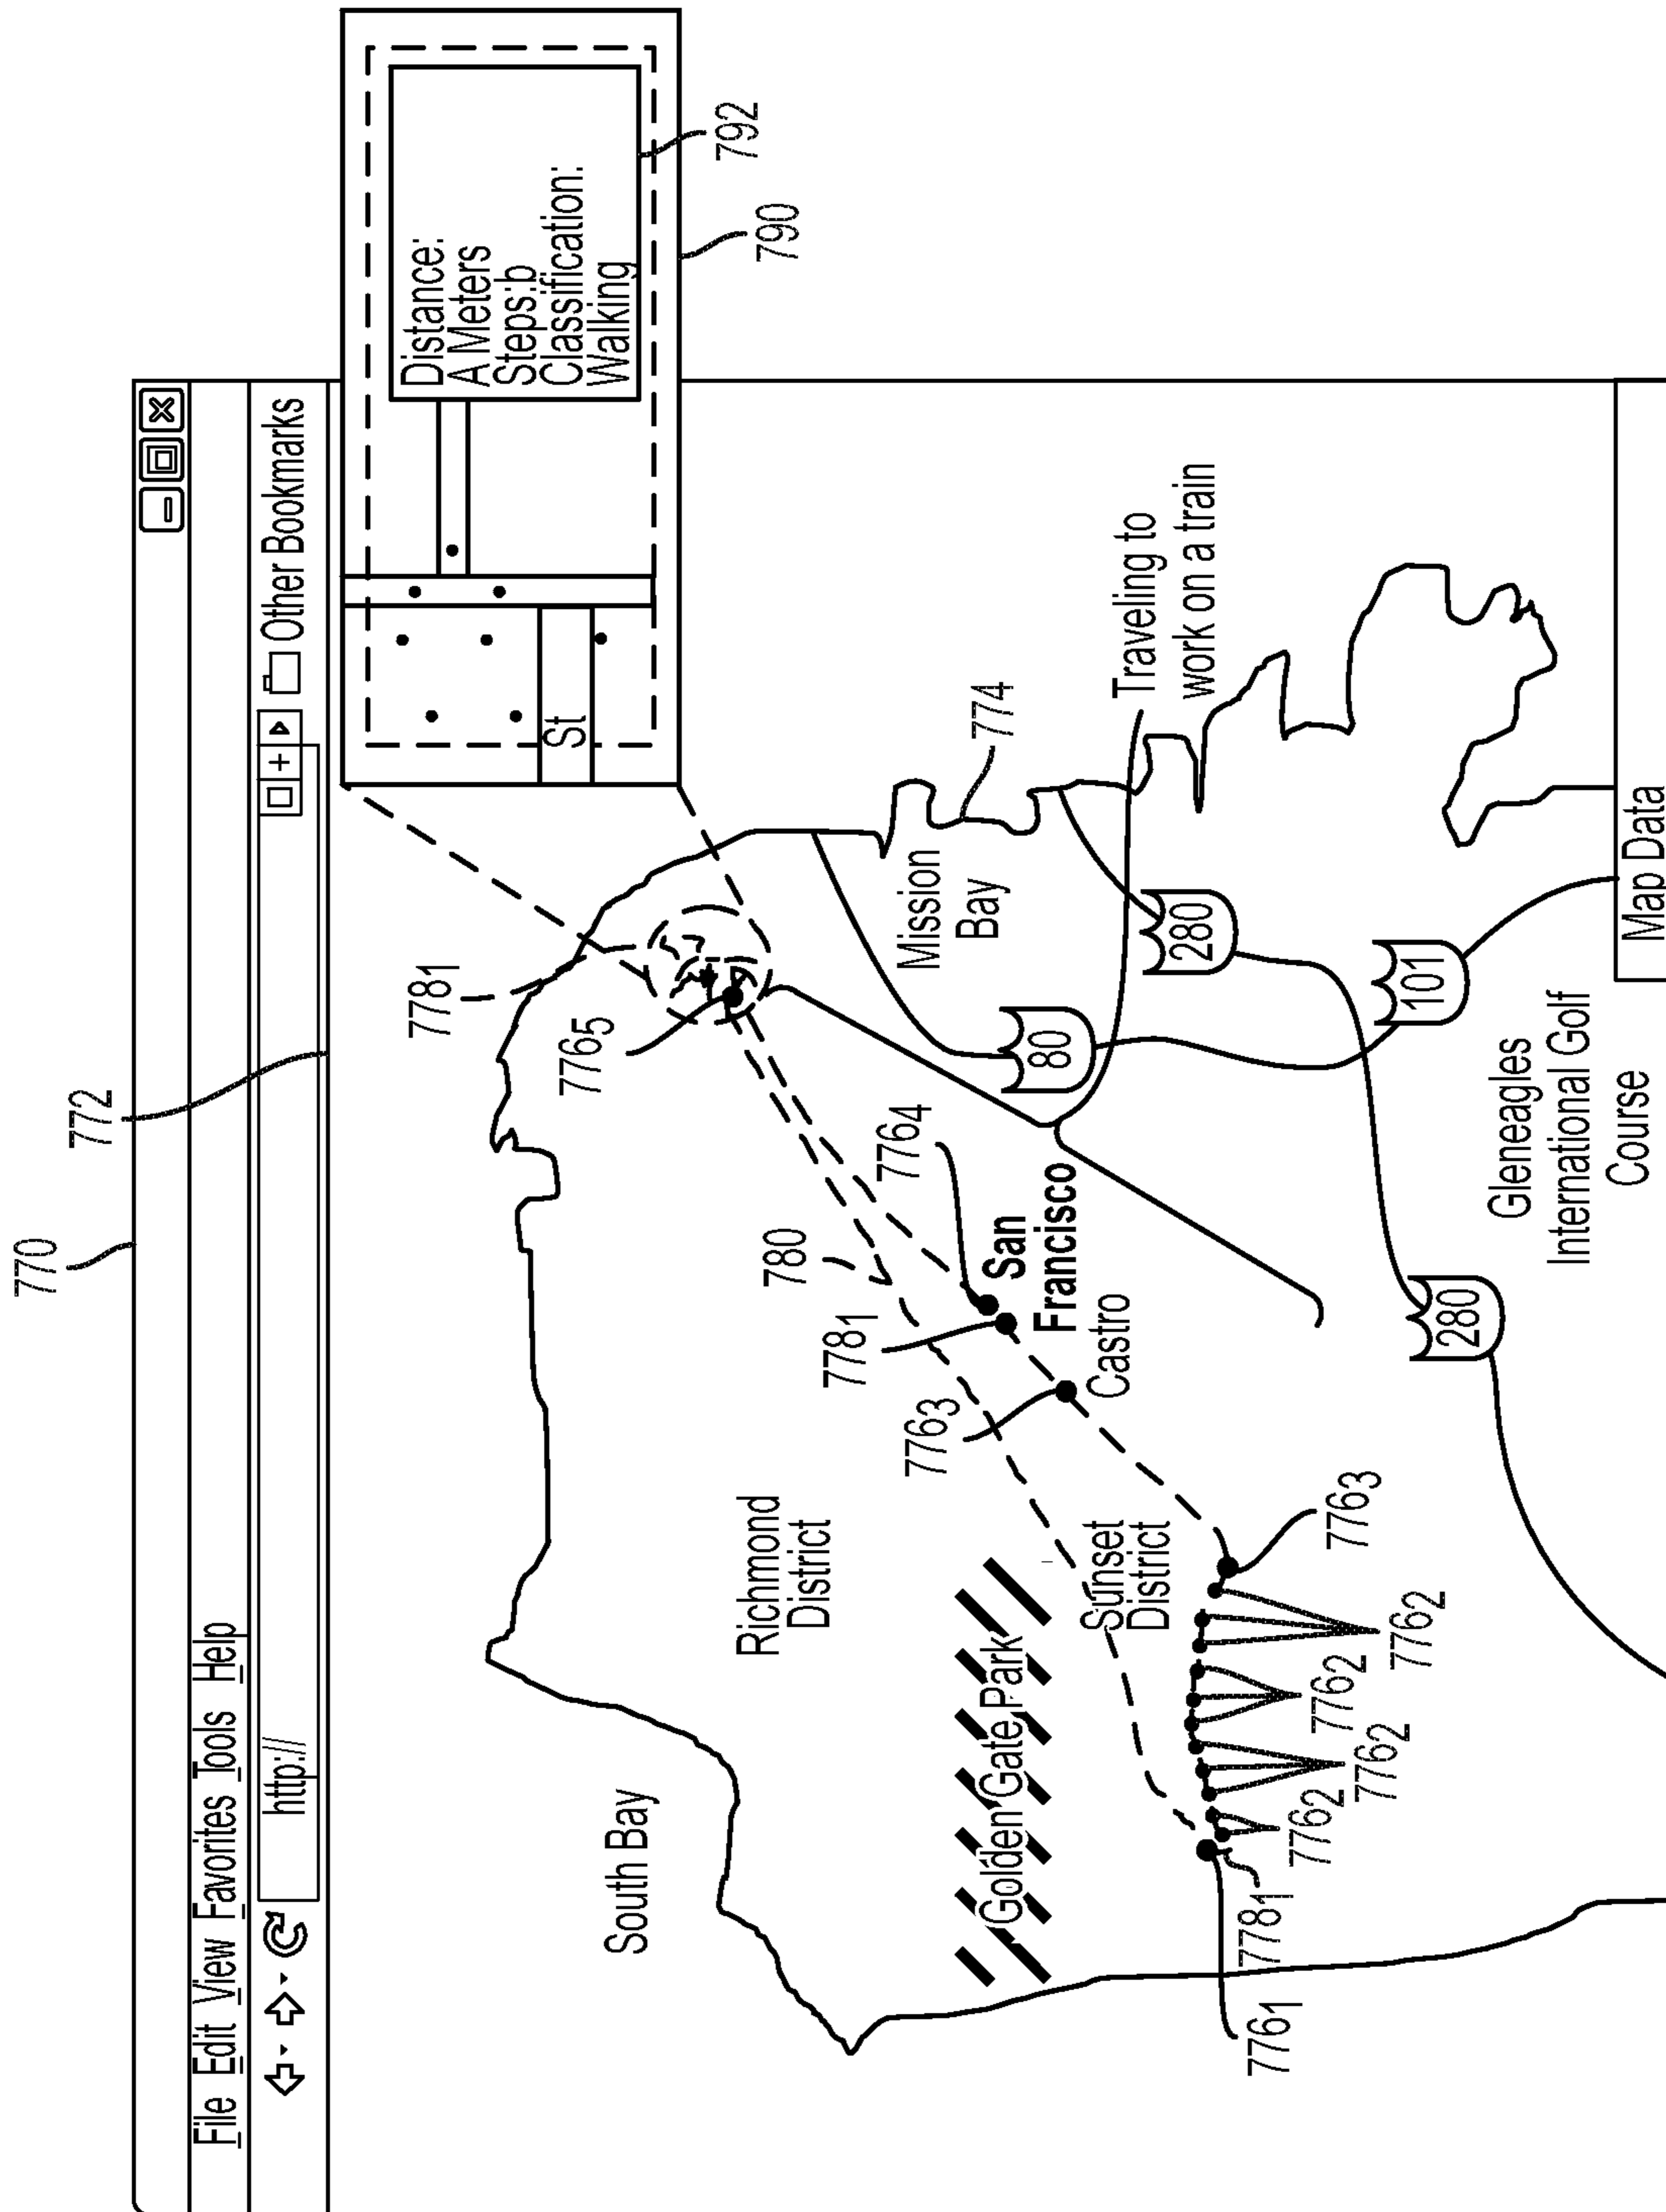 770
772
File Edit View Favorites Tools Help
http://
+
Other Bookmarks
South Bay
7781
7765
Distance:
A Meters
Steps:b
Classification:
Walking
St
792
790
Richmond
District
780
7781
7764
7763
Golden Gate Park
San
Francisco
Castro
Mission
Bay
774
80
Sunset
District
Traveling to
work on a train
280
7761
7781
7762
7762
7762
7762
7763
101
280
Gleneagles
International Golf
Course
Map Data